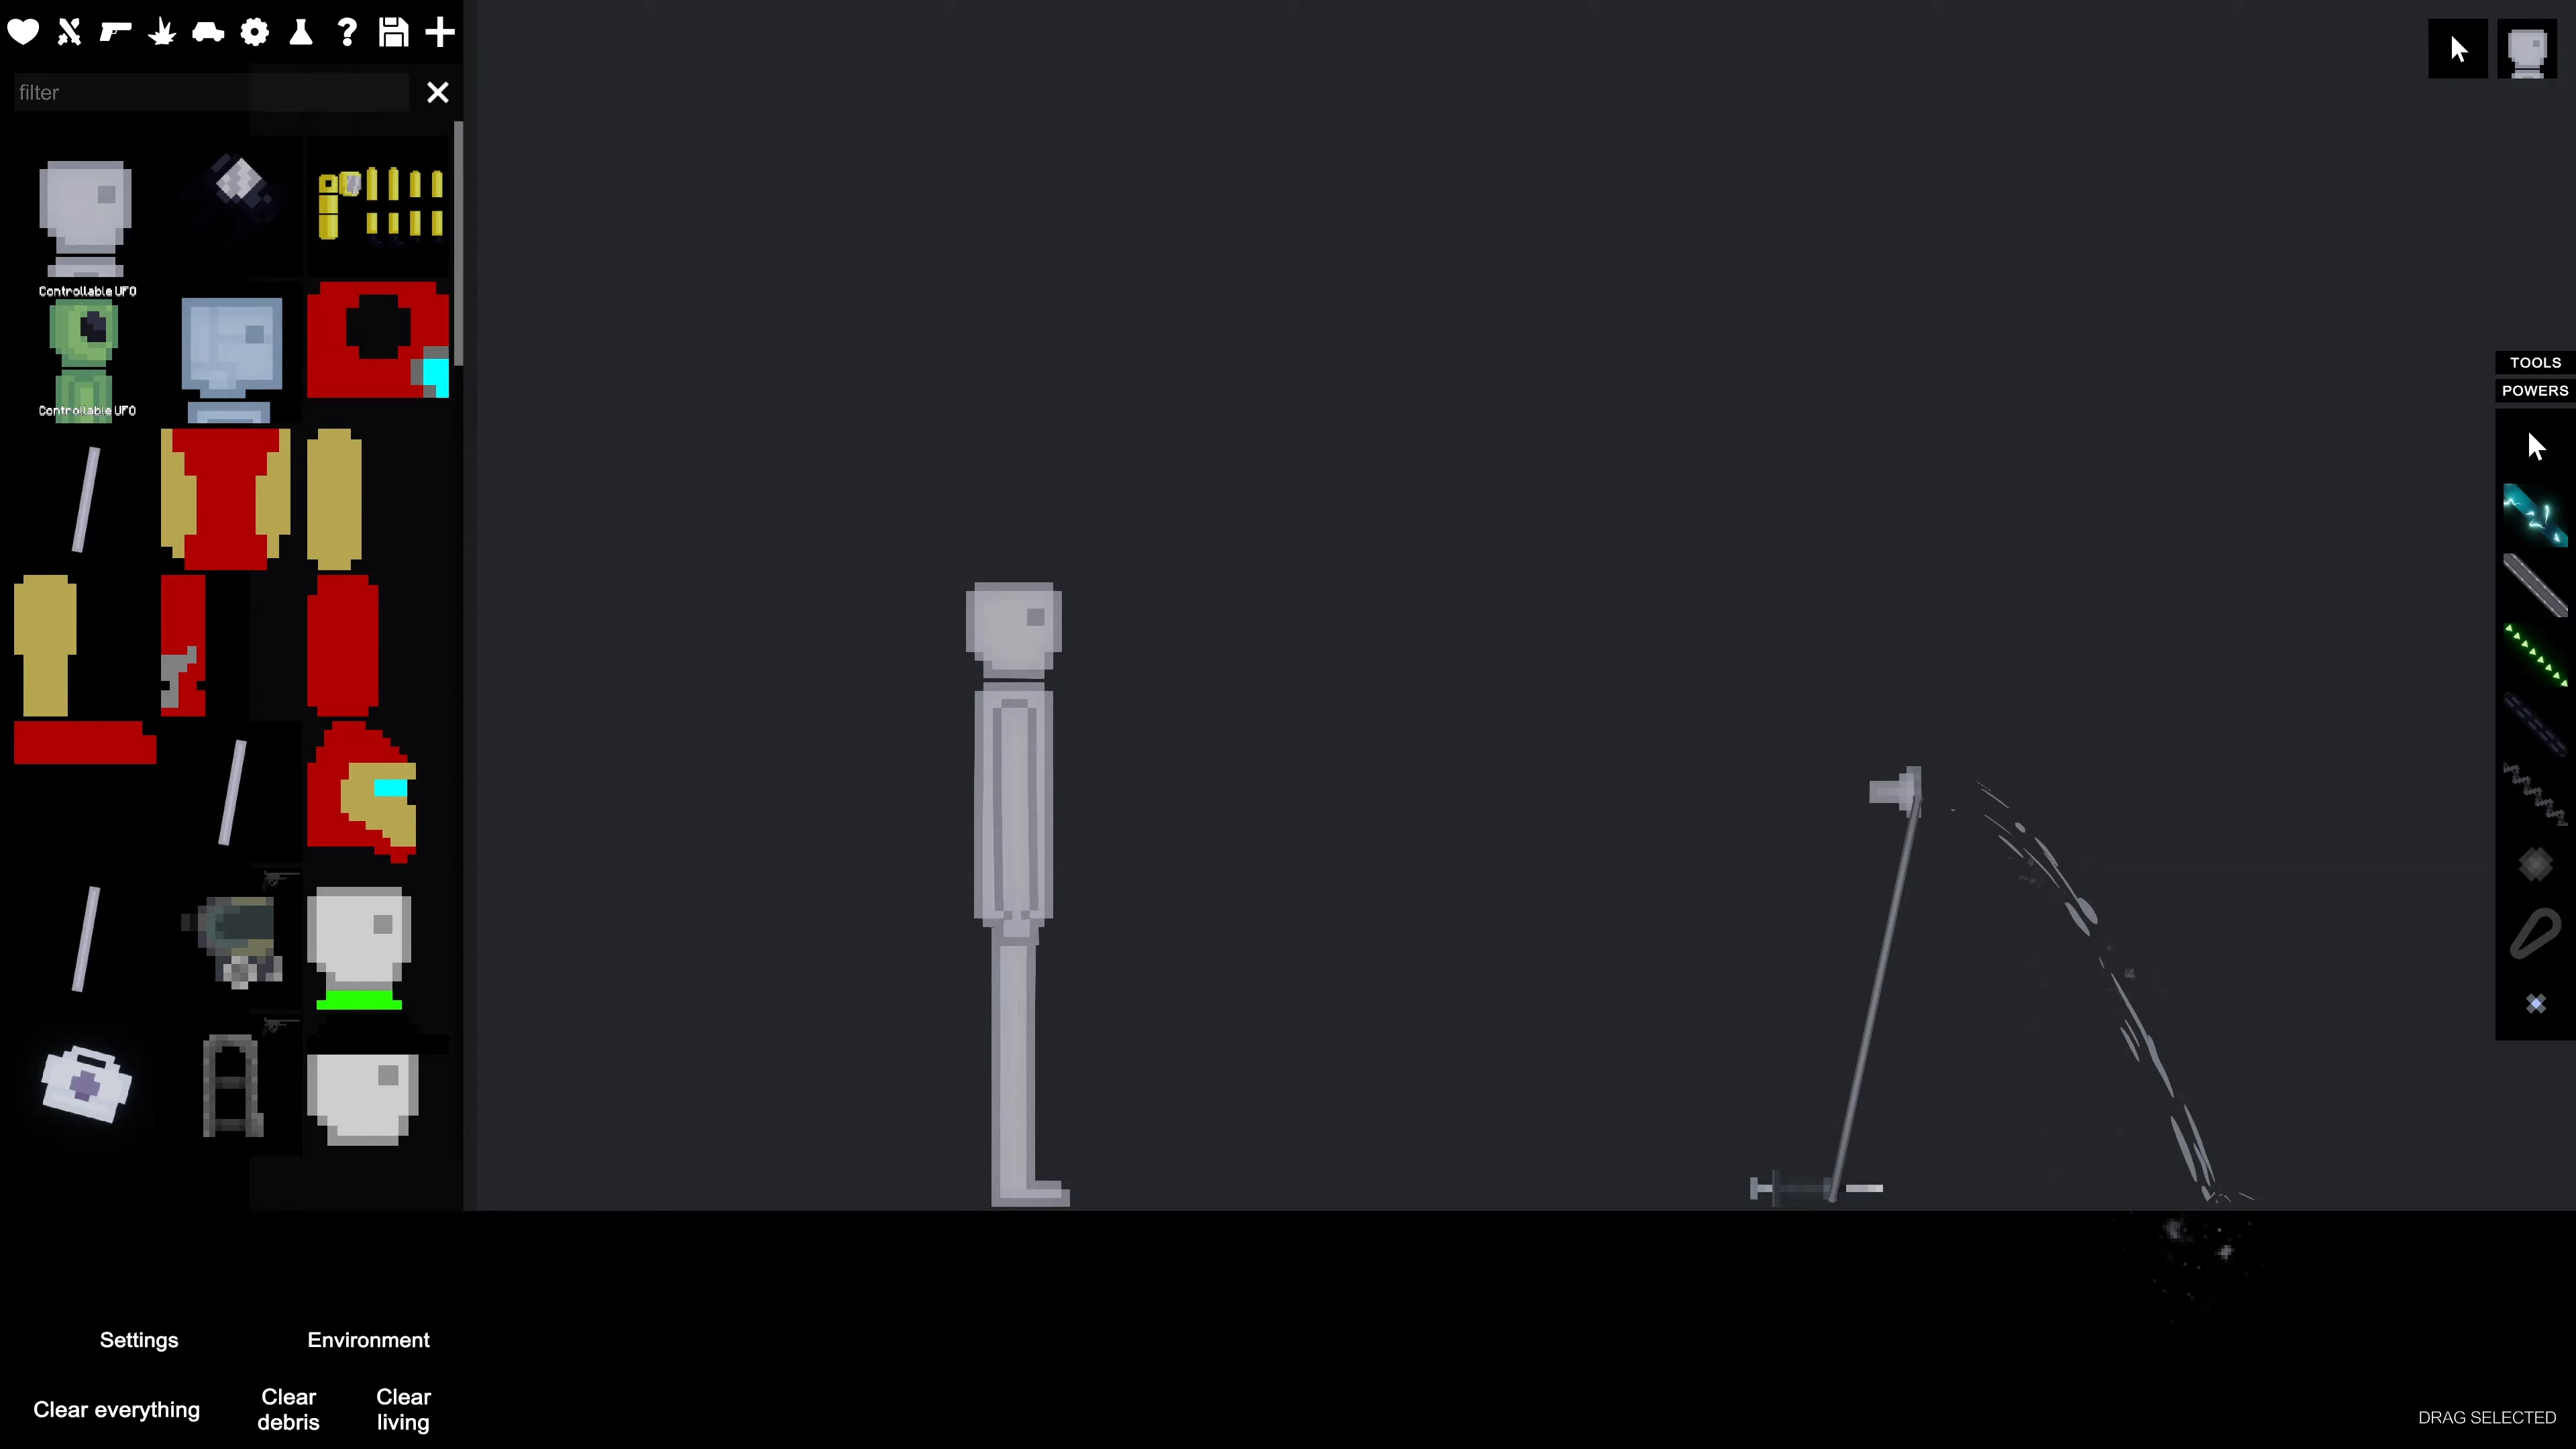 filter
Controllable UFO
Controllable UFO
TOOLS
POWERS
Settings
Environment
Clear everything
Clear debris
Clear living
DRAG SELECTED